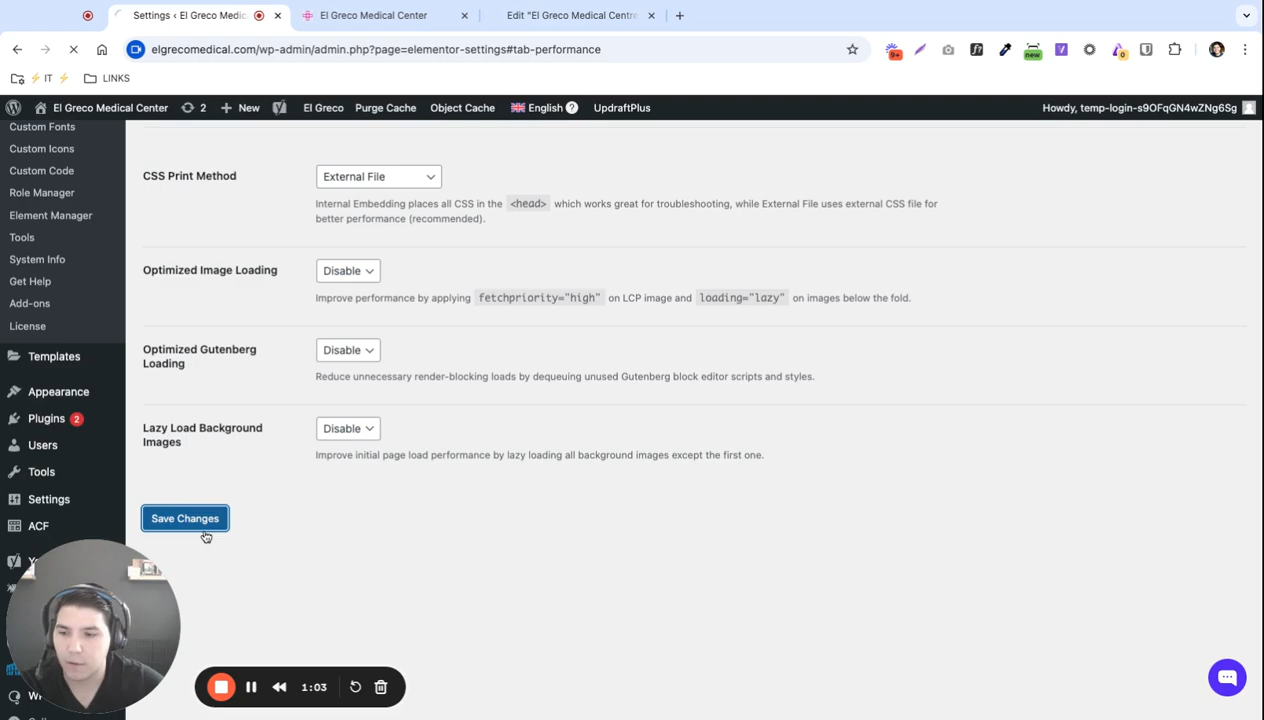 Settings ‹ El Greco Medic
El Greco Medical Center
Edit "El Greco Medical Centre
elgrecomedical.com/wp-admin/admin.php?page=elementor-settings#tab-performance
9+
new
0
IT
LINKS
El Greco Medical Center
2
New
El Greco
Purge Cache
Object Cache
English
?
UpdraftPlus
Howdy, temp-login-s9OFqGN4wZNg6Sg
Custom Fonts
Custom Icons
Custom Code
Role Manager
Element Manager
Tools
System Info
Get Help
Add-ons
License
Templates
Appearance
Plugins 2
Users
Tools
Settings
ACF
CSS Print Method
External File
Internal Embedding places all CSS in the <head> which works great for troubleshooting, while External File uses external CSS file for
better performance (recommended).
Optimized Image Loading
Disable
Improve performance by applying fetchpriority="high" on LCP image and loading="lazy" on images below the fold.
Optimized Gutenberg
Loading
Disable
Reduce unnecessary render-blocking loads by dequeuing unused Gutenberg block editor scripts and styles.
Lazy Load Background
Images
Disable
Improve initial page load performance by lazy loading all background images except the first one.
Save Changes
1:03